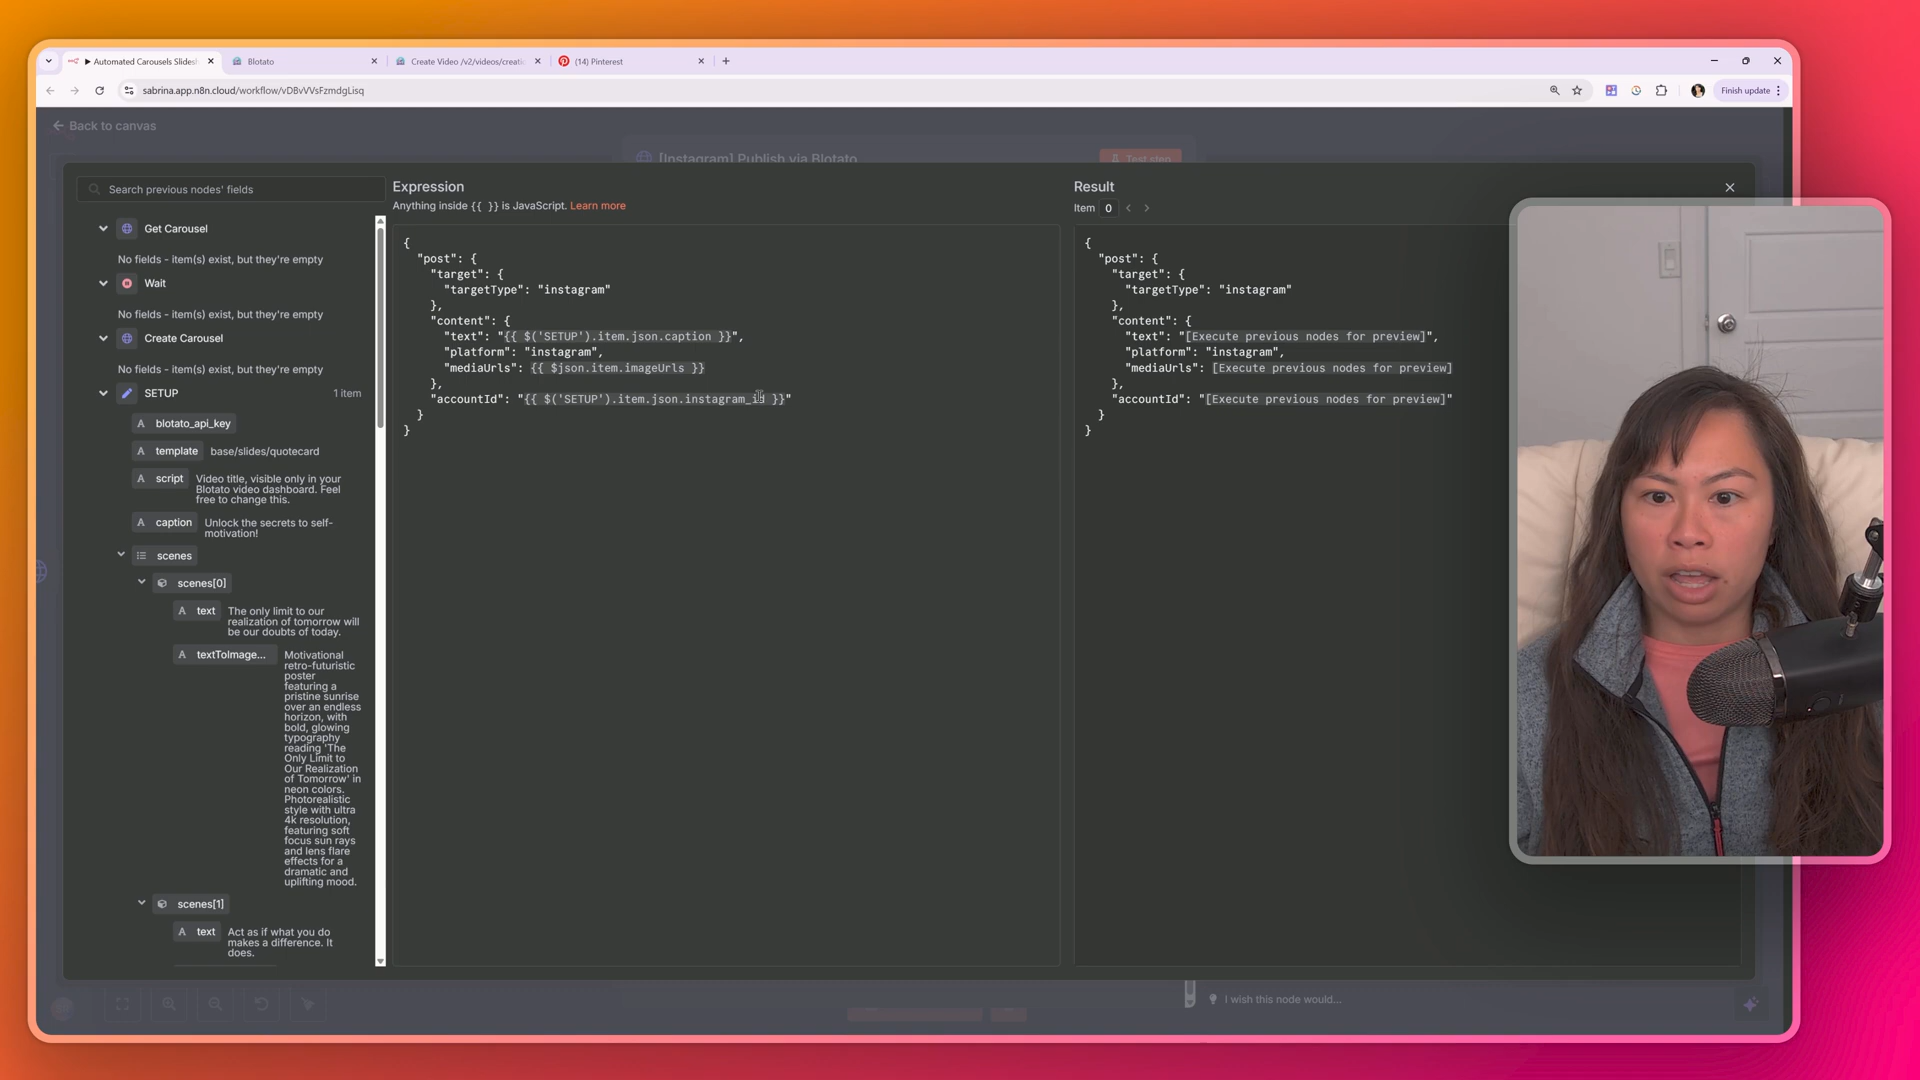 ▶ Automated Carousels Slidesh
Blotato
Create Video /v2/videos/creatio
(14) Pinterest
sabrina.app.n8n.cloud/workflow/vDBvVVsFzmdgLisq
Finish update
Back to canvas
[Instagram] Publish via Blotato
Test step
Search previous nodes' fields
Get Carousel
No fields - item(s) exist, but they're empty
Wait
No fields - item(s) exist, but they're empty
Create Carousel
No fields - item(s) exist, but they're empty
SETUP
1 item
A blotato_api_key
A template base/slides/quotecard
A script Video title, visible only in your
Blotato video dashboard. Feel
free to change this.
A caption Unlock the secrets to self-
motivation!
scenes
scenes[0]
A text The only limit to our
realization of tomorrow will
be our doubts of today.
A textToImage... Motivational
retro-futuristic
poster
featuring a
pristine sunrise
over an endless
horizon, with
bold, glowing
typography
reading 'The
Only Limit to
Our Realization
of Tomorrow' in
neon colors.
Photorealistic
style with ultra
4k resolution,
featuring soft
focus sun rays
and lens flare
effects for a
dramatic and
uplifting mood.
scenes[1]
A text Act as if what you do
makes a difference. It
does.
Expression
Anything inside {{ }} is JavaScript. Learn more
{
"post": {
"target": {
"targetType": "instagram"
},
"content": {
"text": "{{ $('SETUP').item.json.caption }}",
"platform": "instagram",
"mediaUrls": {{ $json.item.imageUrls }}
},
"accountId": "{{ $('SETUP').item.json.instagram_id }}"
}
}
Result
Item 0
{
"post": {
"target": {
"targetType": "instagram"
},
"content": {
"text": "[Execute previous nodes for preview]",
"platform": "instagram",
"mediaUrls": [Execute previous nodes for preview]
},
"accountId": "[Execute previous nodes for preview]"
}
}
I wish this node would...